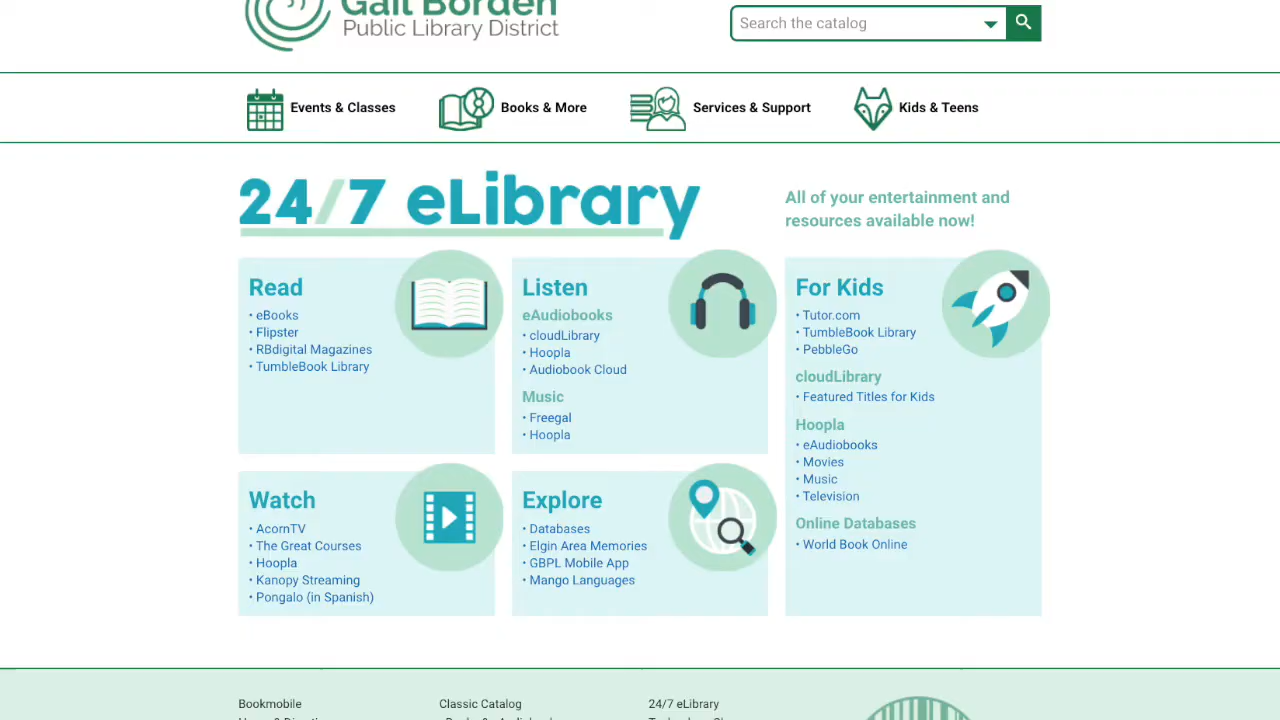 Gail Borden
Public Library District
Search the catalog
Events & Classes
Books & More
Services & Support
Kids & Teens
24/7 eLibrary
All of your entertainment and
resources available now!
Read
• eBooks
• Flipster
• RBdigital Magazines
• TumbleBook Library
Listen
eAudiobooks
• cloudLibrary
• Hoopla
• Audiobook Cloud
Music
• Freegal
• Hoopla
For Kids
• Tutor.com
• TumbleBook Library
• PebbleGo
cloudLibrary
• Featured Titles for Kids
Hoopla
• eAudiobooks
• Movies
• Music
• Television
Online Databases
• World Book Online
Watch
• AcornTV
• The Great Courses
• Hoopla
• Kanopy Streaming
• Pongalo (in Spanish)
Explore
• Databases
• Elgin Area Memories
• GBPL Mobile App
• Mango Languages
Bookmobile
Classic Catalog
24/7 eLibrary